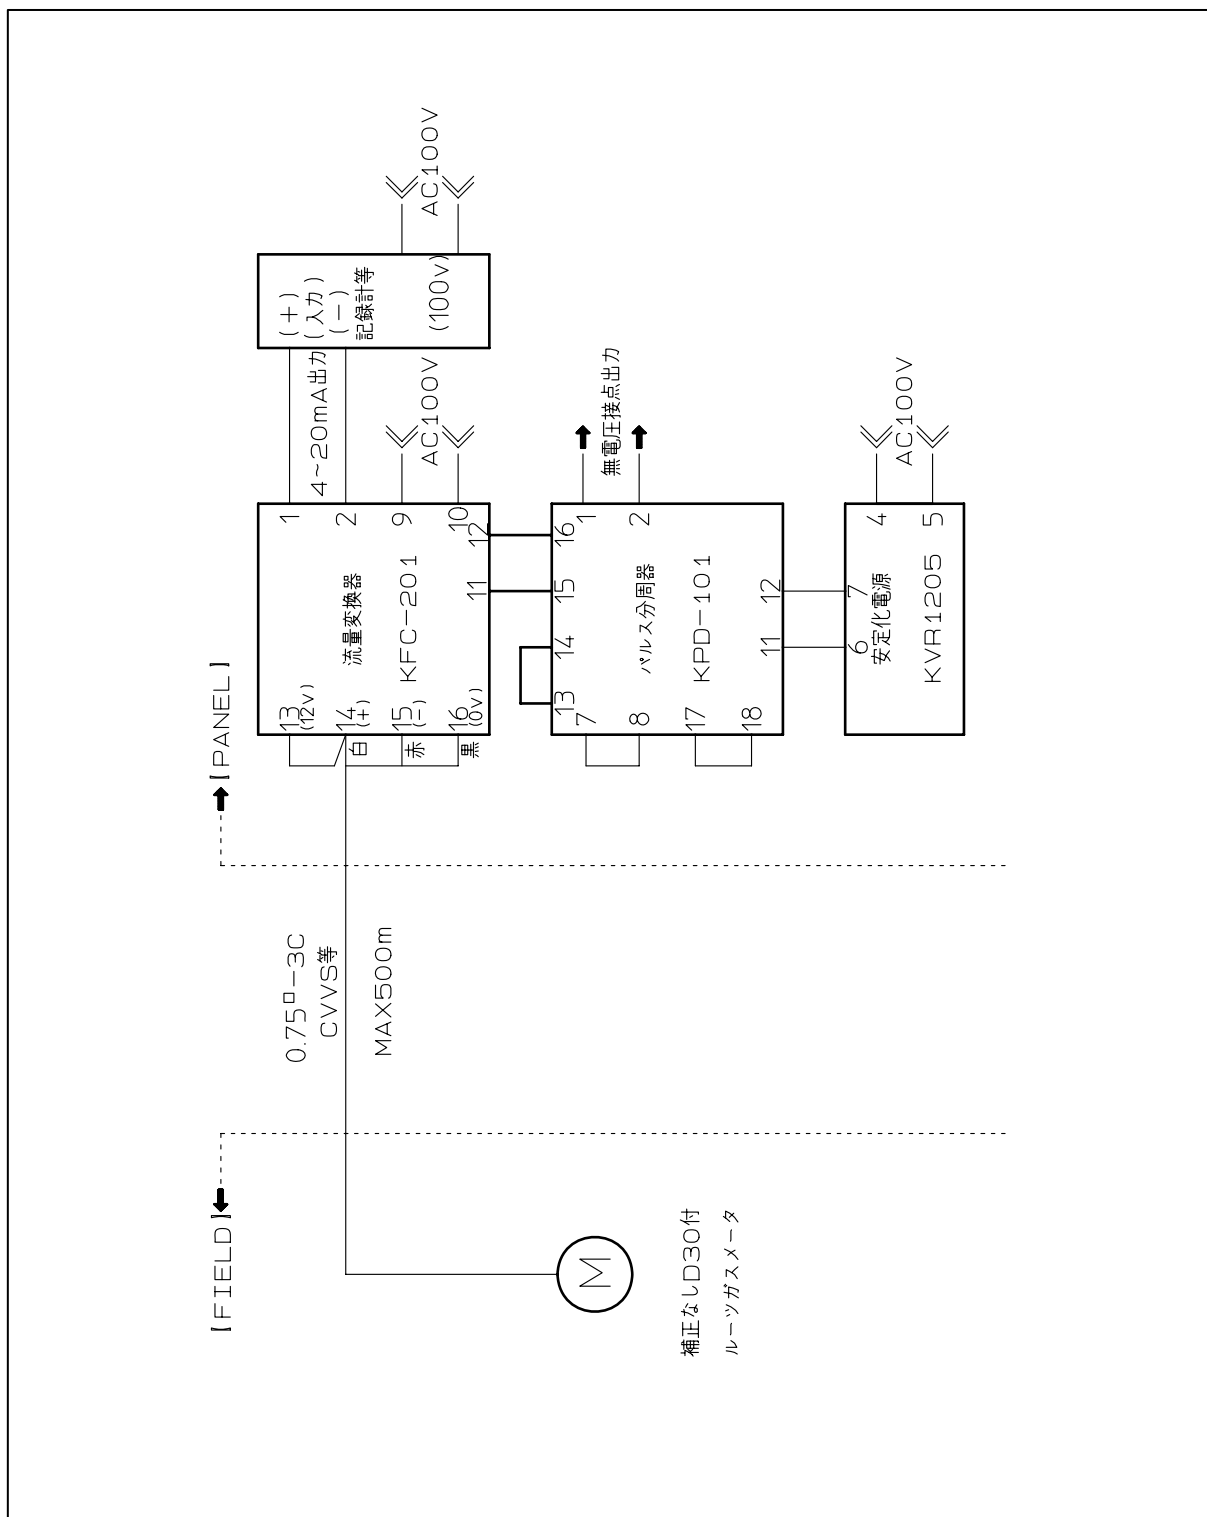 【FIELD】
【PANEL】
0.75□-3C
CVVS等
MAX500m
M
補正なしD30付
ルーツガスメータ
13
(12V)
14
(+)
15
(-)
16
(0V)
白
赤
黒
流量変換器
KFC-201
1
2
9
10
11
12
4~20mA出力
AC100V
(+)
(入力)
(-)
記録計等
(100V)
AC100V
13
14
15
16
7
8
17
18
パルス分周器
KPD-101
1
2
11
12
無電圧接点出力
6
7
安定化電源
KVR1205
4
5
AC100V